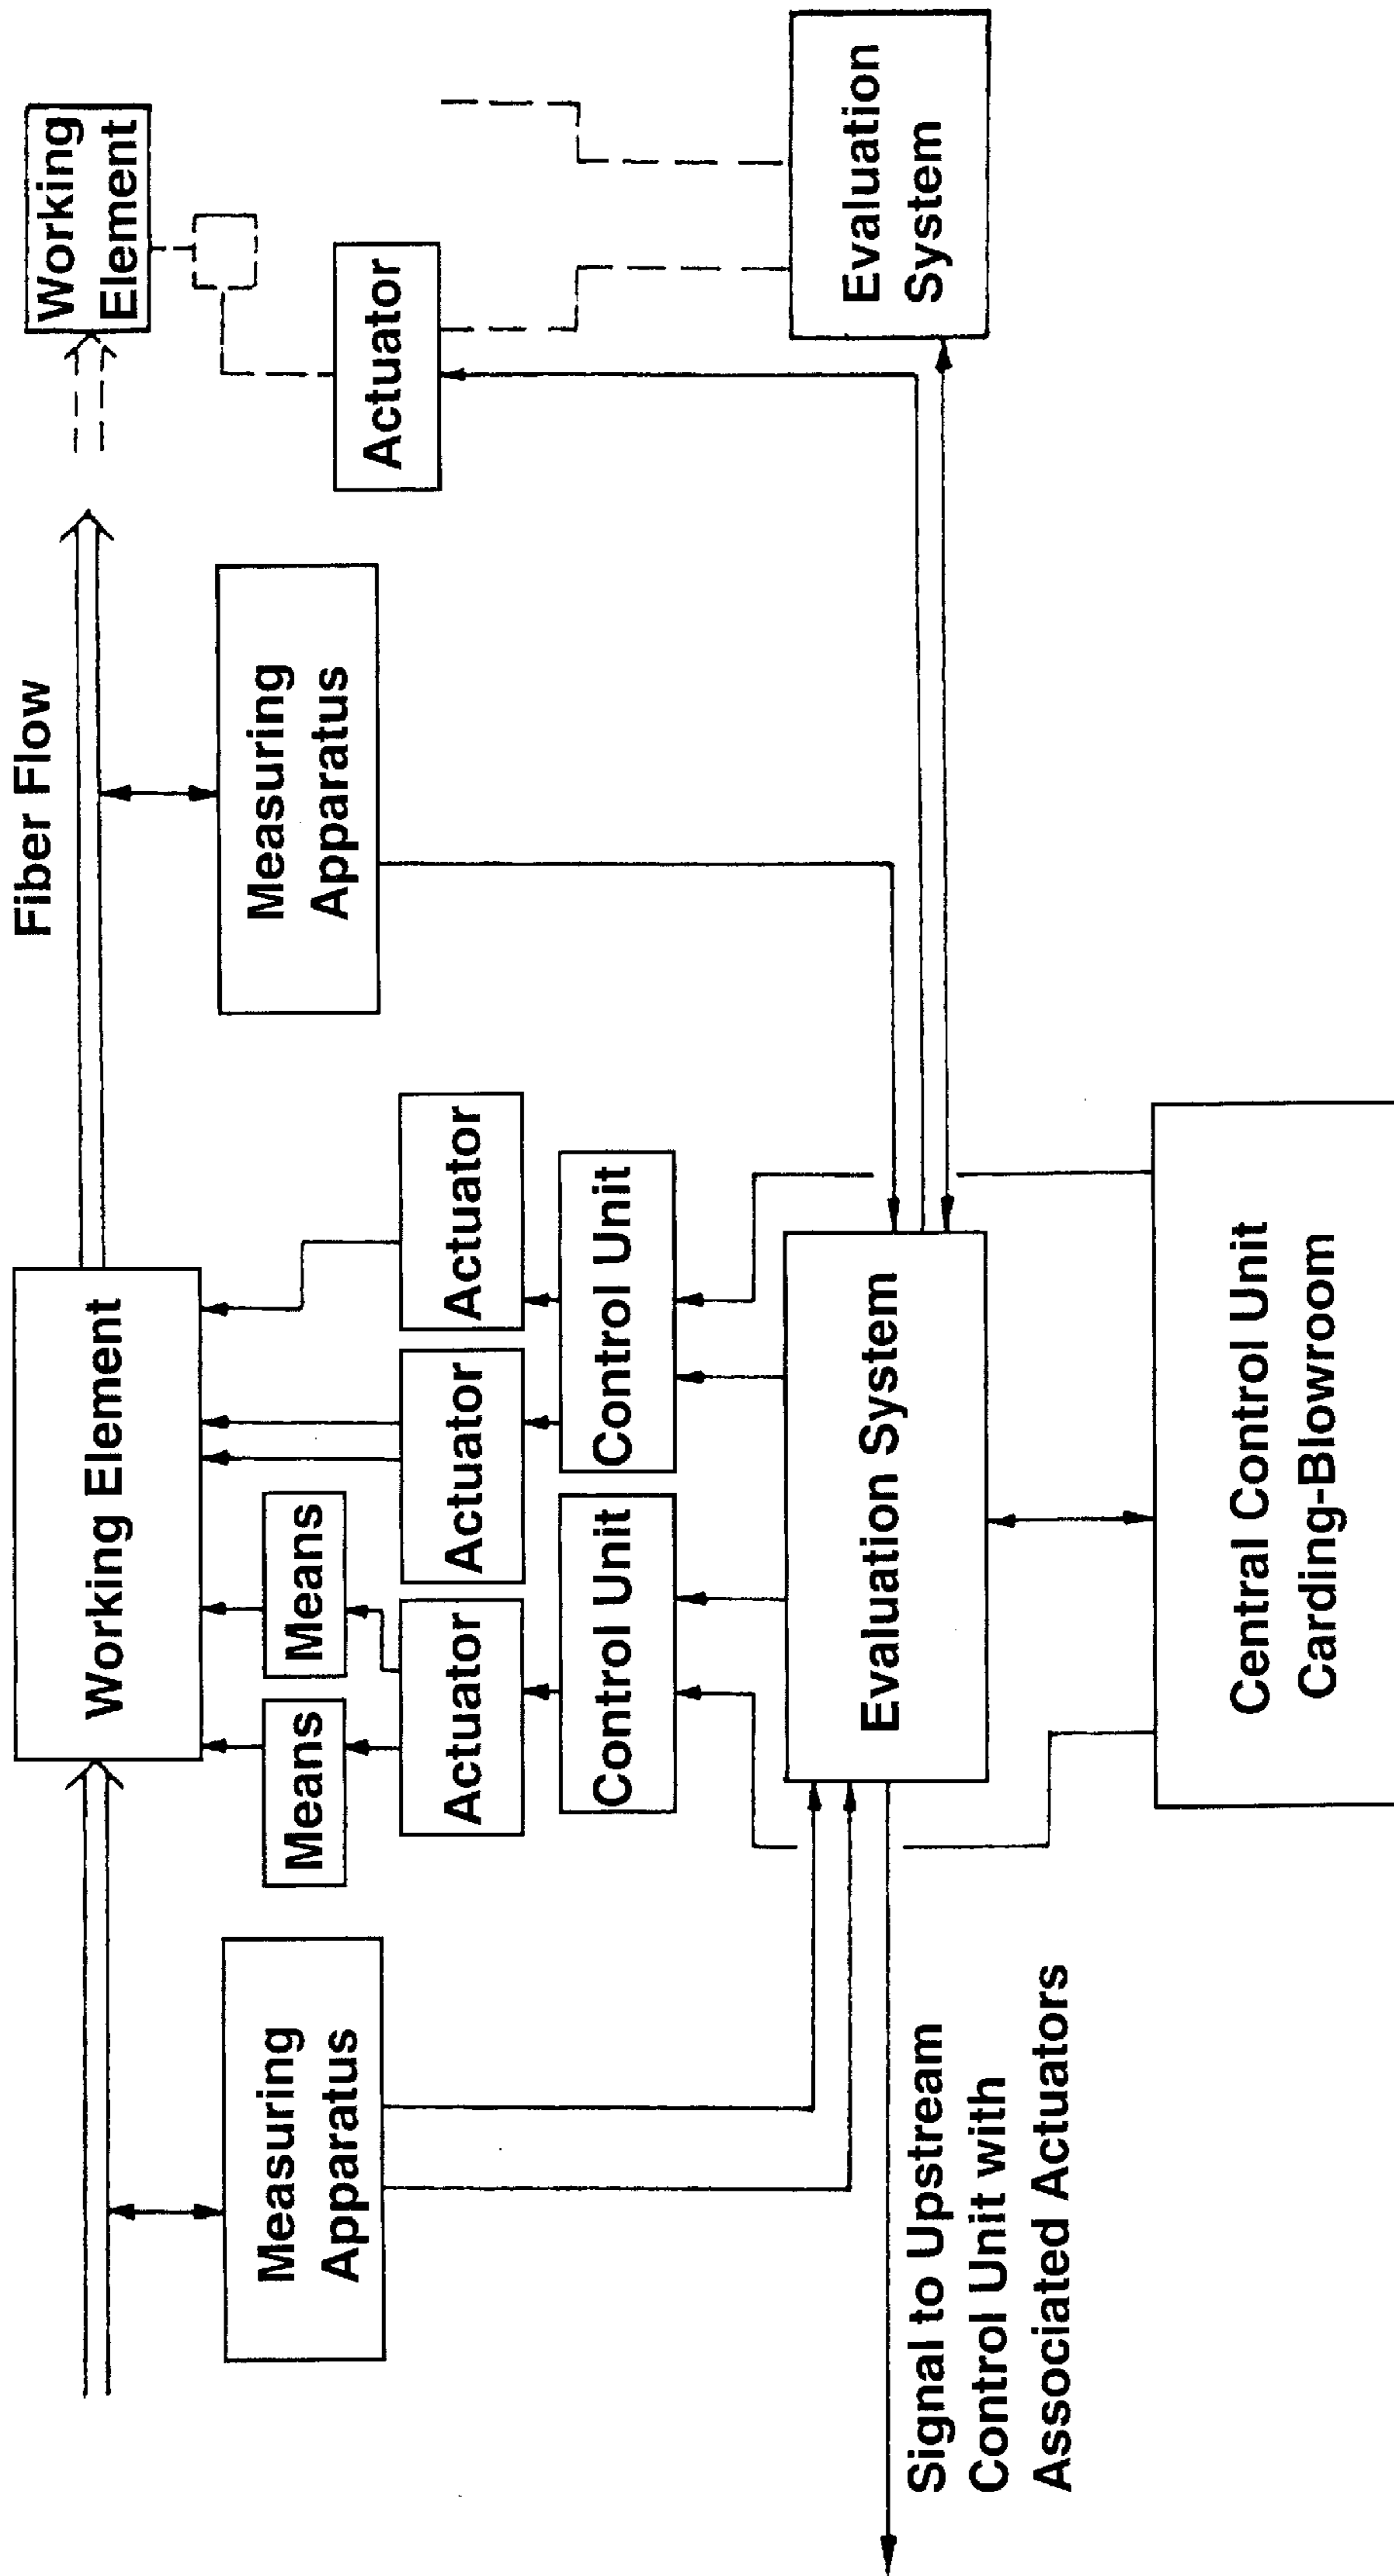 Fiber Flow
Working Element
Working
Element
Means
Means
Measuring
Apparatus
Measuring
Apparatus
Actuator
Actuator
Actuator
Actuator
Control Unit
Control Unit
Evaluation System
Evaluation
System
Signal to Upstream
Control Unit with
Associated Actuators
Central Control Unit
Carding-Blowroom